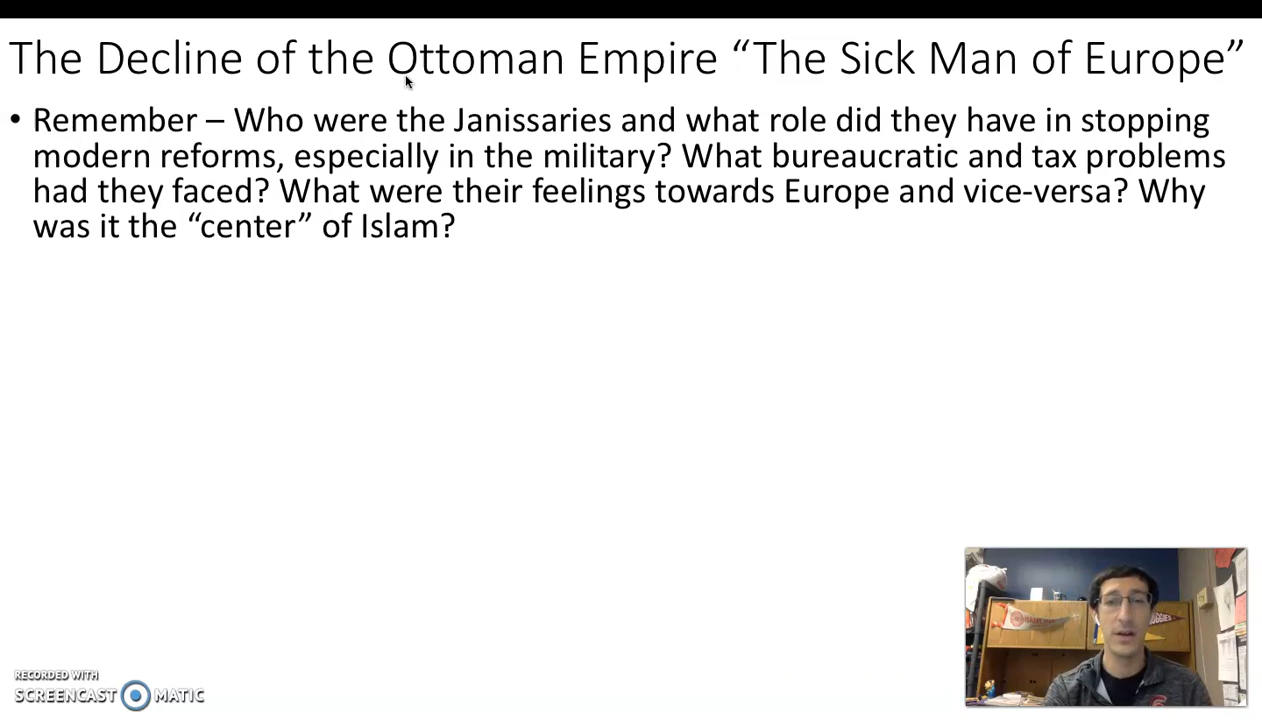 The Decline of the Ottoman Empire “The Sick Man of Europe”
• Remember – Who were the Janissaries and what role did they have in stopping
modern reforms, especially in the military? What bureaucratic and tax problems
had they faced? What were their feelings towards Europe and vice-versa? Why
was it the “center” of Islam?
RECORDED WITH
SCREENCAST MATIC